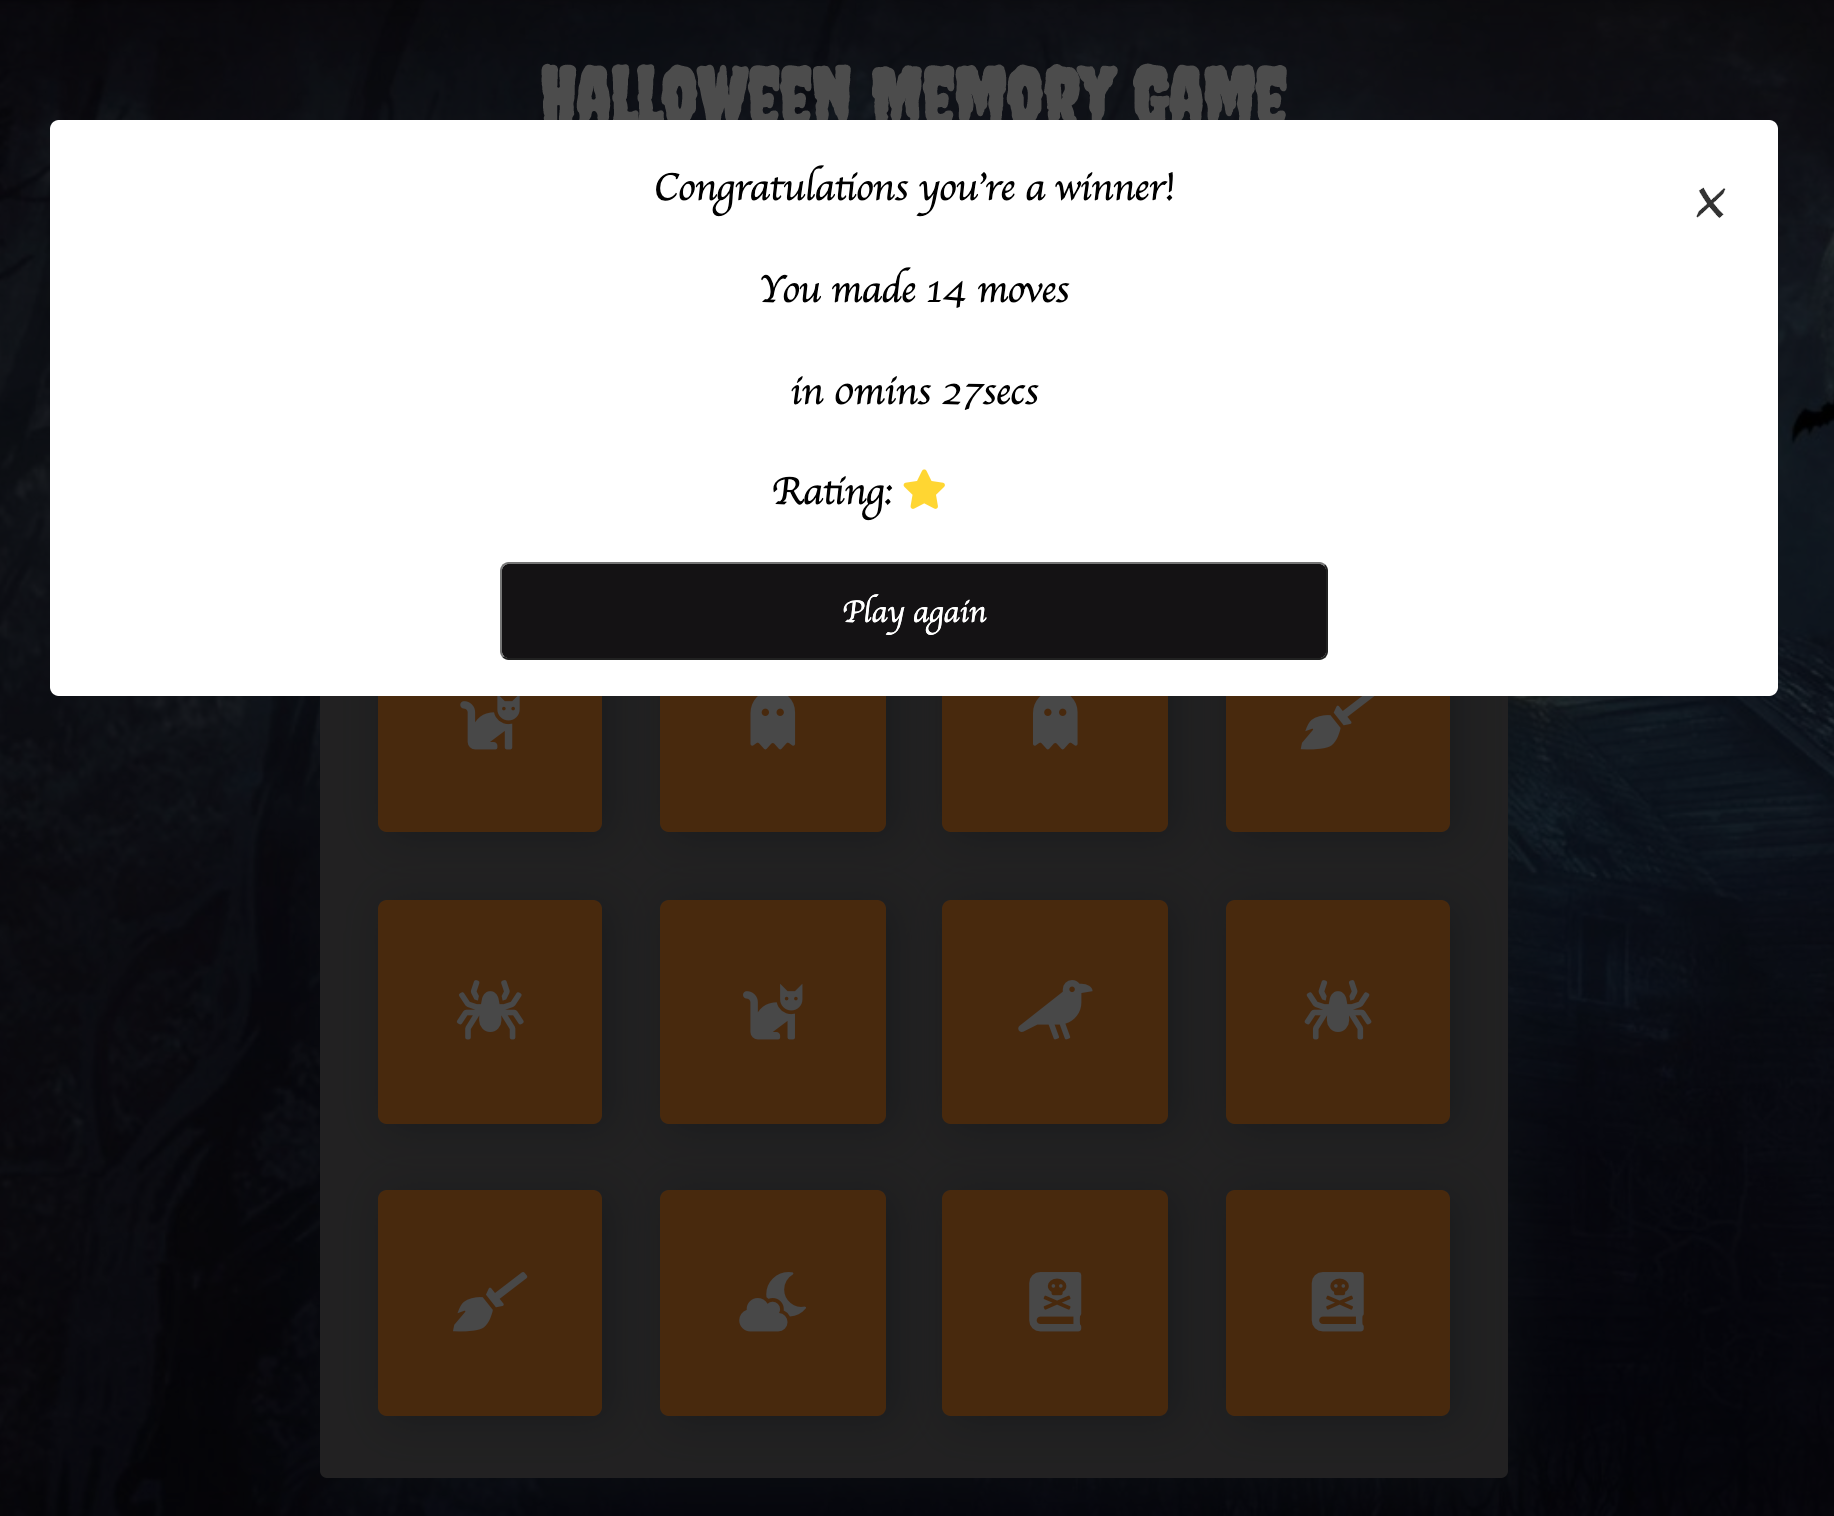 HALLOWEEN MEMORY GAME
Congratulations you're a winner!
You made 14 moves
in 0mins 27secs
Rating:
Play again